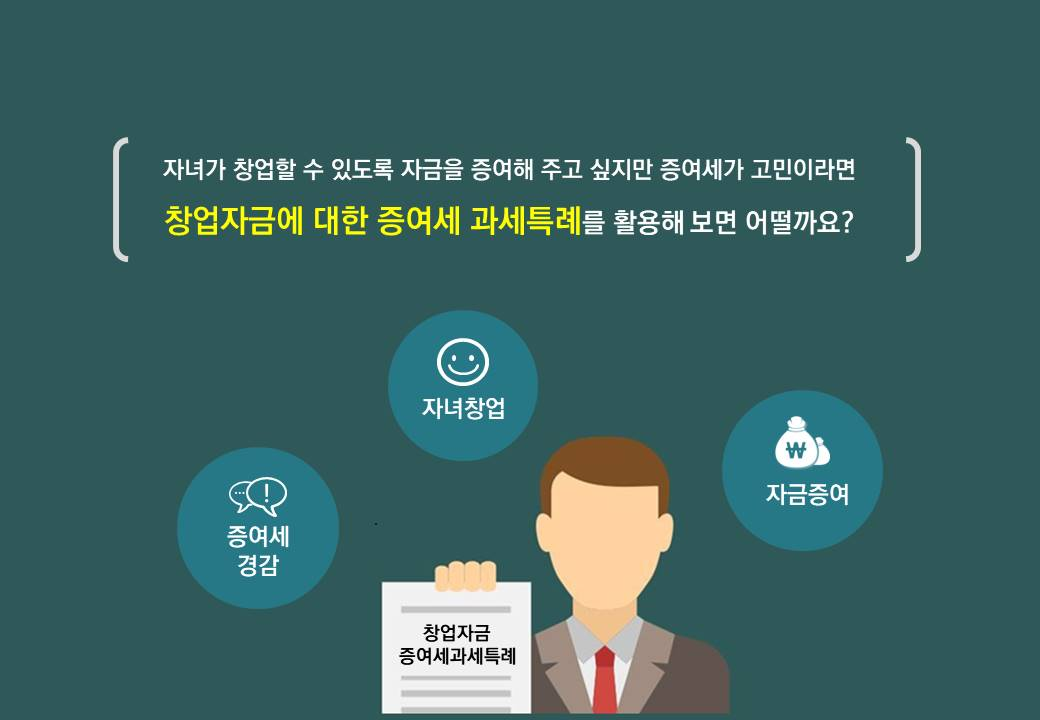 자녀가 창업할 수 있도록 자금을 증여해 주고 싶지만 증여세가 고민이라면
창업자금에 대한 증여세 과세특례를 활용해 보면 어떨까요?
자녀창업
₩
자금증여
!
증여세
경감
창업자금
증여세과세특례